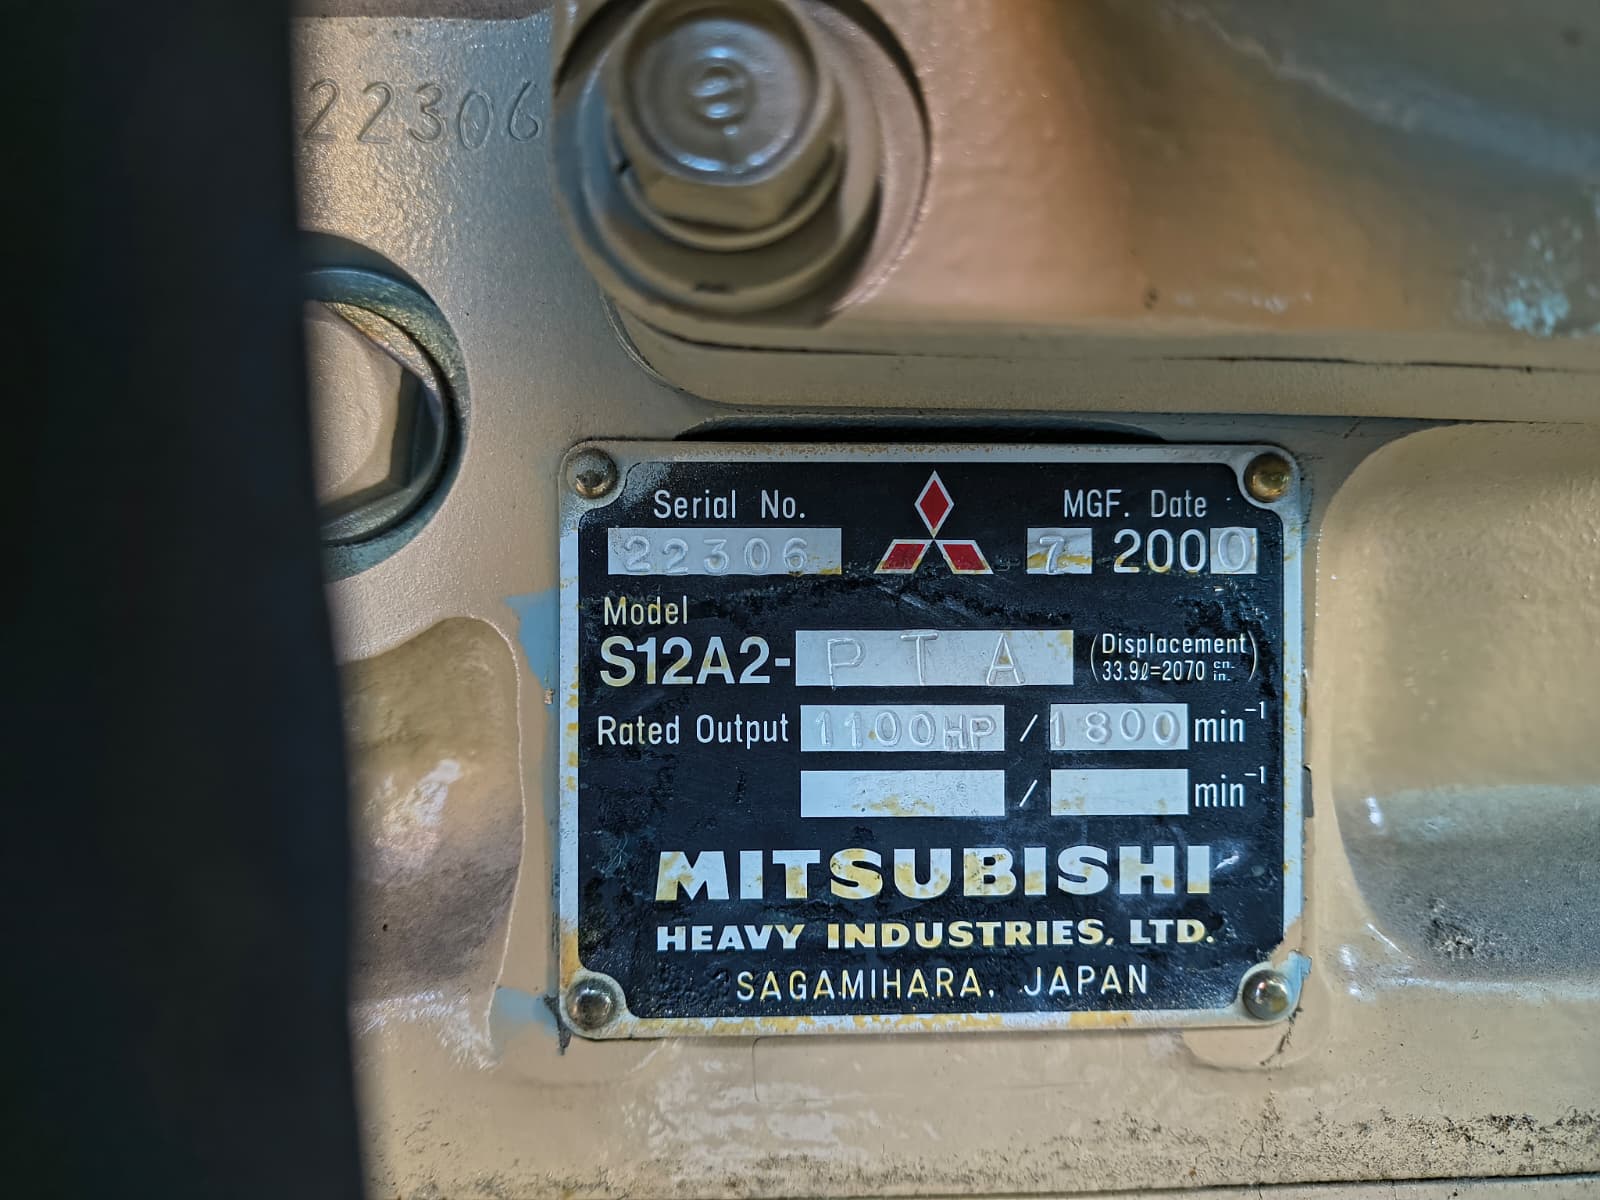 22306
8
Serial No. MGF. Date
22306 7 2000
Model
S12A2-PTA (Displacement 33.9ℓ=2070 cu. in.)
Rated Output 1100HP / 1800 min⁻¹
/ min⁻¹
MITSUBISHI
HEAVY INDUSTRIES, LTD.
SAGAMIHARA, JAPAN